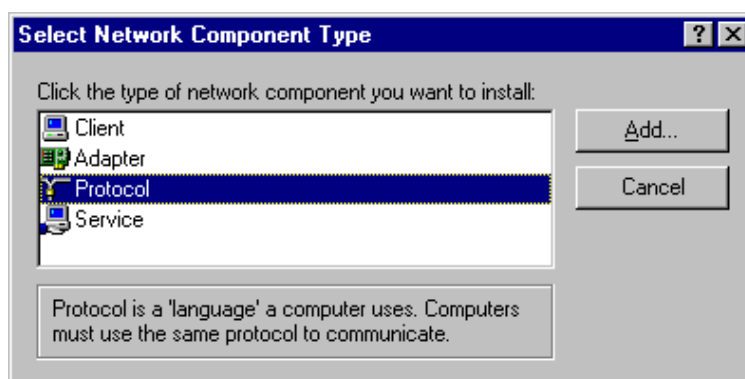 Select Network Component Type
Click the type of network component you want to install:
Client
Adapter
Protocol
Service
Add...
Cancel
Protocol is a 'language' a computer uses. Computers
must use the same protocol to communicate.